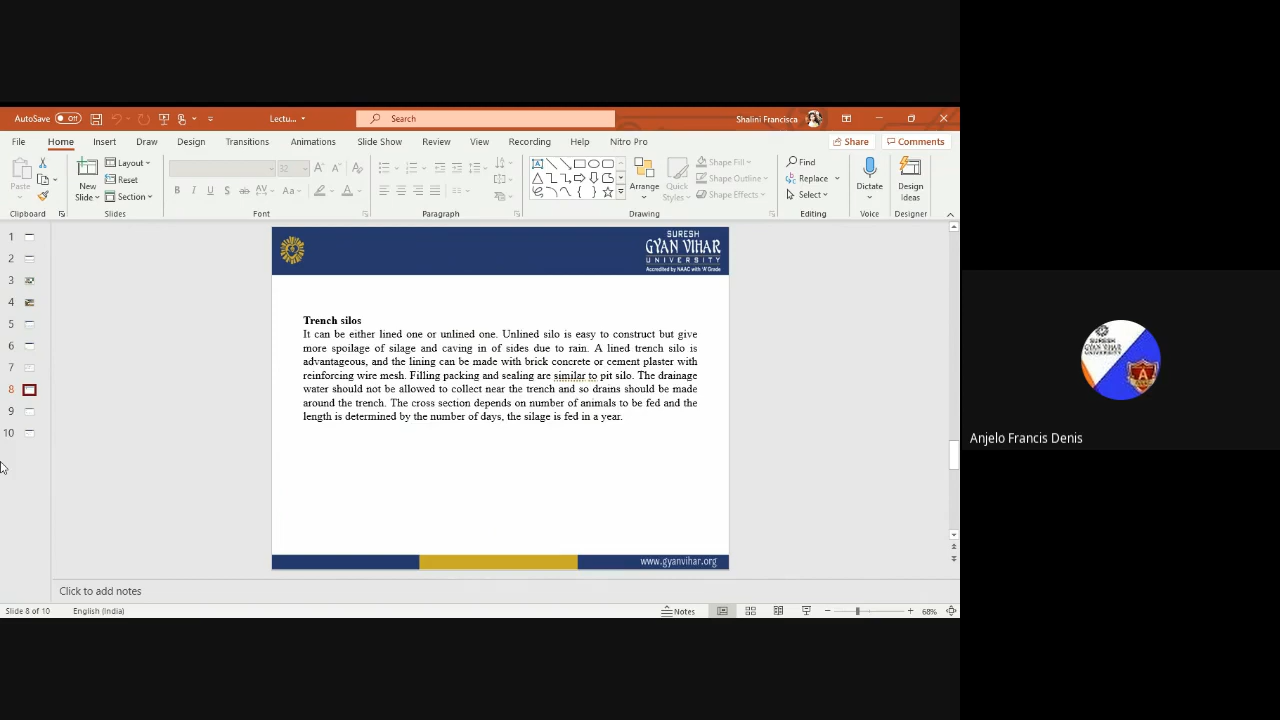 AutoSave Off Lectu... Search Shalini Francisca
File Home Insert Draw Design Transitions Animations Slide Show Review View Recording Help Nitro Pro Share Comments
Paste New Slide Layout Reset Section 32 Arrange Quick Styles Shape Fill Shape Outline Shape Effects Find Replace Select Dictate Design Ideas
Clipboard Slides Font Paragraph Drawing Editing Voice Designer
1
2
3
4
5
6
7
8
9
10
SURESH
GYAN VIHAR
UNIVERSITY
Accredited by NAAC with 'A' Grade
Trench silos
It can be either lined one or unlined one. Unlined silo is easy to construct but give
more spoilage of silage and caving in of sides due to rain. A lined trench silo is
advantageous, and the lining can be made with brick concrete or cement plaster with
reinforcing wire mesh. Filling packing and sealing are similar to pit silo. The drainage
water should not be allowed to collect near the trench and so drains should be made
around the trench. The cross section depends on number of animals to be fed and the
length is determined by the number of days, the silage is fed in a year.
www.gyanvihar.org
Click to add notes
Slide 8 of 10 English (India) Notes 68%
Anjelo Francis Denis